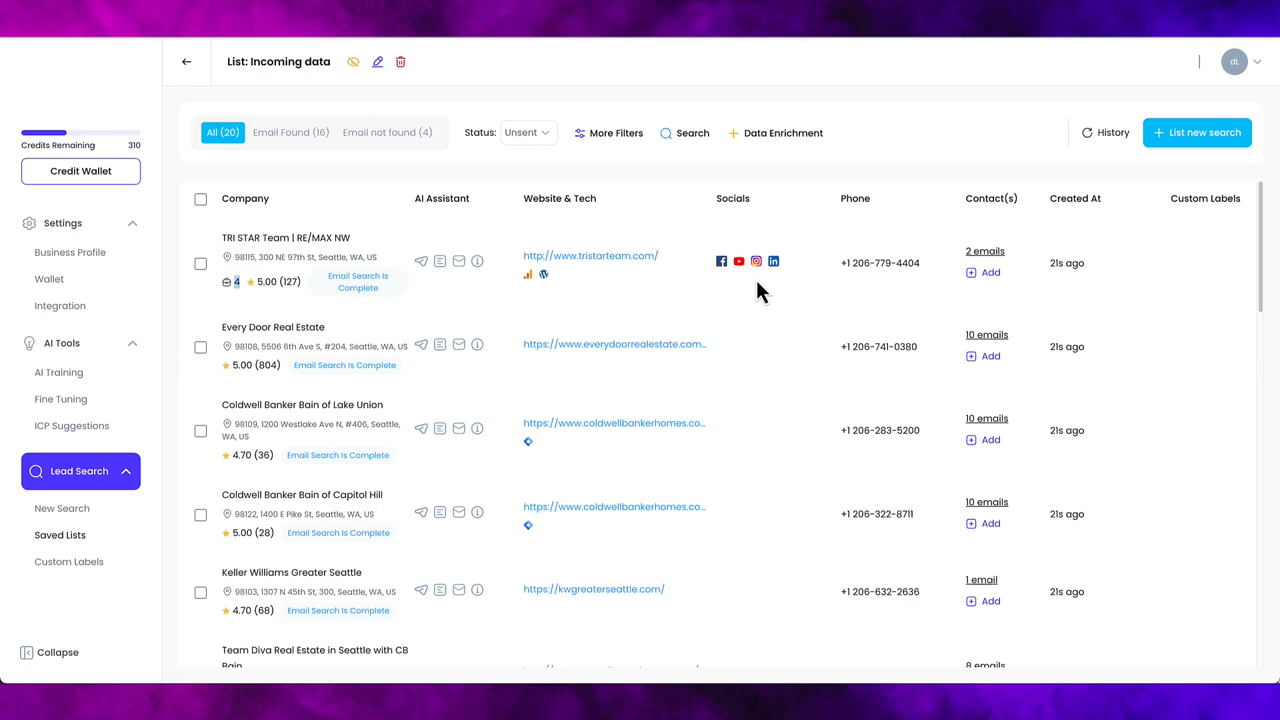 List: Incoming data
dL
Credits Remaining 310
Credit Wallet
Settings
Business Profile
Wallet
Integration
AI Tools
AI Training
Fine Tuning
ICP Suggestions
Lead Search
New Search
Saved Lists
Custom Labels
Collapse
All (20) Email Found (16) Email not found (4) Status: Unsent More Filters Search + Data Enrichment History + List new search
Company AI Assistant Website & Tech Socials Phone Contact(s) Created At Custom Labels
TRI STAR Team | RE/MAX NW
98115, 300 NE 97th St, Seattle, WA, US
4 5.00 (127) Email Search Is
Complete
http://www.tristarteam.com/
+1 206-779-4404
2 emails
Add
21s ago
Every Door Real Estate
98108, 5506 6th Ave S, #204, Seattle, WA, US
5.00 (804) Email Search Is Complete
https://www.everydoorrealestate.com...
+1 206-741-0380
10 emails
Add
21s ago
Coldwell Banker Bain of Lake Union
98109, 1200 Westlake Ave N, #406, Seattle,
WA, US
4.70 (36) Email Search Is Complete
https://www.coldwellbankerhomes.co...
+1 206-283-5200
10 emails
Add
21s ago
Coldwell Banker Bain of Capitol Hill
98122, 1400 E Pike St, Seattle, WA, US
5.00 (28) Email Search Is Complete
https://www.coldwellbankerhomes.co...
+1 206-322-8711
10 emails
Add
21s ago
Keller Williams Greater Seattle
98103, 1307 N 45th St, 300, Seattle, WA, US
4.70 (68) Email Search Is Complete
https://kwgreaterseattle.com/
+1 206-632-2636
1 email
Add
21s ago
Team Diva Real Estate in Seattle with CB
Bain
8 emails